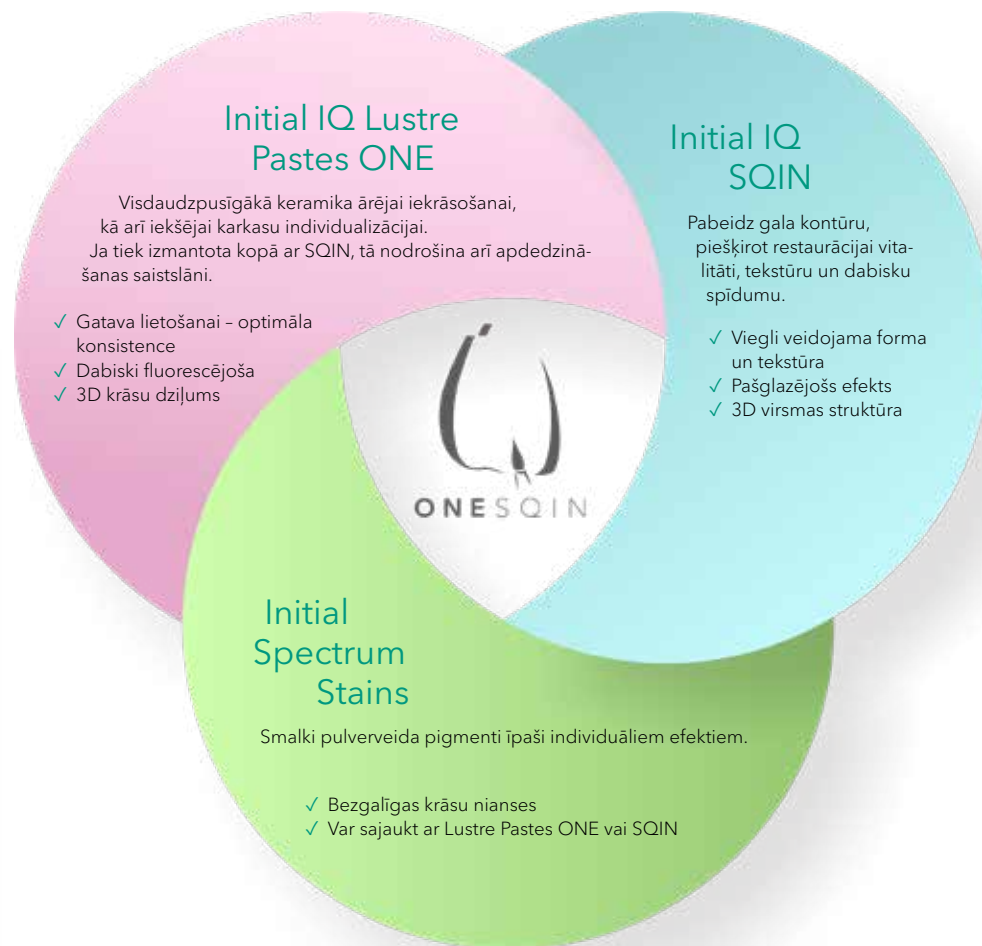 Initial IQ Lustre
Pastes ONE
Visdaudzpusīgākā keramika ārējai iekrāsošanai,
kā arī iekšējai karkasu individualizācijai.
Ja tiek izmantota kopā ar SQIN, tā nodrošina arī apdedzinā-
šanas saistslāni.
✓ Gatava lietošanai – optimāla
konsistence
✓ Dabiski fluorescējoša
✓ 3D krāsu dziļums
Initial IQ
SQIN
Pabeidz gala kontūru,
piešķirot restaurācijai vita-
litāti, tekstūru un dabisku
spīdumu.
✓ Viegli veidojama forma
un tekstūra
✓ Pašglazējošs efekts
✓ 3D virsmas struktūra
ONESQIN
Initial
Spectrum
Stains
Smalki pulverveida pigmenti īpaši individuāliem efektiem.
✓ Bezgalīgas krāsu nianses
✓ Var sajaukt ar Lustre Pastes ONE vai SQIN